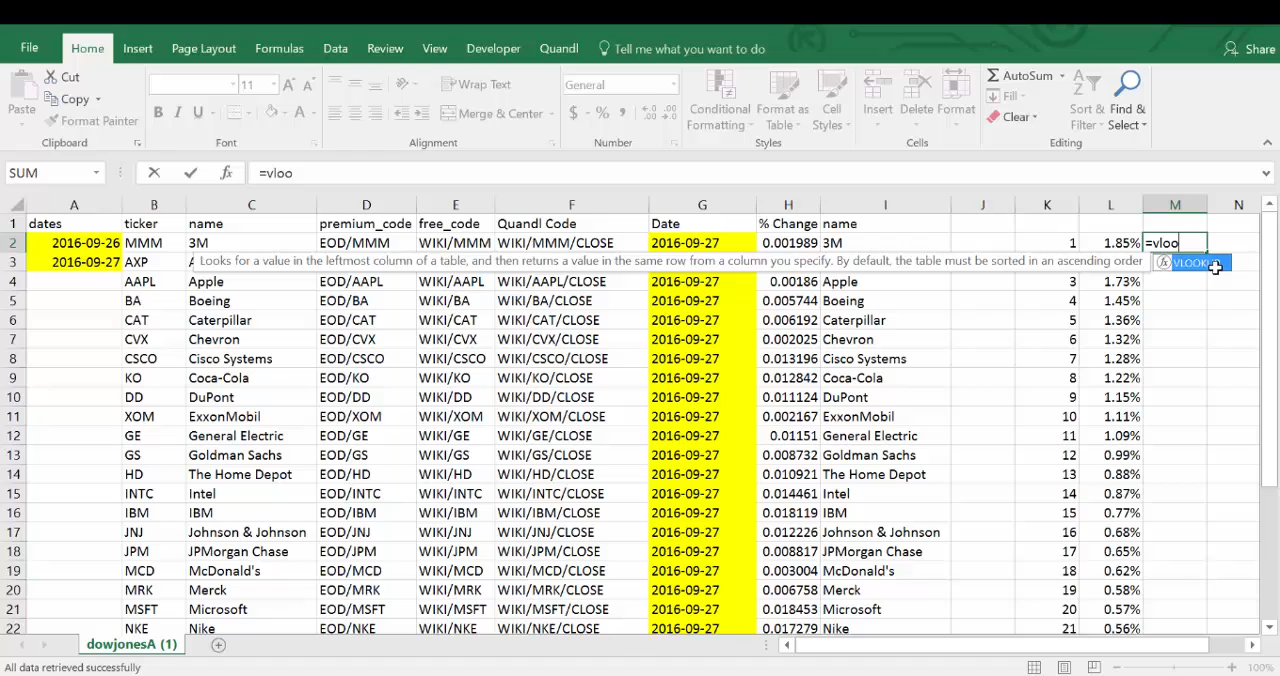 File Home Insert Page Layout Formulas Data Review View Developer Quandl Tell me what you want to do Share
Paste Cut Copy Format Painter Clipboard
11 B I U A Font
Wrap Text Merge & Center Alignment
General $ % , Number
Conditional Formatting Format as Table Cell Styles Styles
Insert Delete Format Cells
AutoSum Fill Clear Sort & Filter Find & Select Editing
SUM fx =vloo
A B C D E F G H I J K L M N
1 dates ticker name premium_code free_code Quandl Code Date % Change name
2 2016-09-26 MMM 3M EOD/MMM WIKI/MMM WIKI/MMM/CLOSE 2016-09-27 0.001989 3M 1 1.85% =vloo
3 2016-09-27 AXP
Looks for a value in the leftmost column of a table, and then returns a value in the same row from a column you specify. By default, the table must be sorted in an ascending order
4 AAPL Apple EOD/AAPL WIKI/AAPL WIKI/AAPL/CLOSE 2016-09-27 0.00186 Apple 3 1.73%
5 BA Boeing EOD/BA WIKI/BA WIKI/BA/CLOSE 2016-09-27 0.005744 Boeing 4 1.45%
6 CAT Caterpillar EOD/CAT WIKI/CAT WIKI/CAT/CLOSE 2016-09-27 0.006192 Caterpillar 5 1.36%
7 CVX Chevron EOD/CVX WIKI/CVX WIKI/CVX/CLOSE 2016-09-27 0.002025 Chevron 6 1.32%
8 CSCO Cisco Systems EOD/CSCO WIKI/CSCO WIKI/CSCO/CLOSE 2016-09-27 0.013196 Cisco Systems 7 1.28%
9 KO Coca-Cola EOD/KO WIKI/KO WIKI/KO/CLOSE 2016-09-27 0.012842 Coca-Cola 8 1.22%
10 DD DuPont EOD/DD WIKI/DD WIKI/DD/CLOSE 2016-09-27 0.011124 DuPont 9 1.15%
11 XOM ExxonMobil EOD/XOM WIKI/XOM WIKI/XOM/CLOSE 2016-09-27 0.002167 ExxonMobil 10 1.11%
12 GE General Electric EOD/GE WIKI/GE WIKI/GE/CLOSE 2016-09-27 0.01151 General Electric 11 1.09%
13 GS Goldman Sachs EOD/GS WIKI/GS WIKI/GS/CLOSE 2016-09-27 0.008732 Goldman Sachs 12 0.99%
14 HD The Home Depot EOD/HD WIKI/HD WIKI/HD/CLOSE 2016-09-27 0.010921 The Home Depot 13 0.88%
15 INTC Intel EOD/INTC WIKI/INTC WIKI/INTC/CLOSE 2016-09-27 0.014461 Intel 14 0.87%
16 IBM IBM EOD/IBM WIKI/IBM WIKI/IBM/CLOSE 2016-09-27 0.018119 IBM 15 0.77%
17 JNJ Johnson & Johnson EOD/JNJ WIKI/JNJ WIKI/JNJ/CLOSE 2016-09-27 0.012226 Johnson & Johnson 16 0.68%
18 JPM JPMorgan Chase EOD/JPM WIKI/JPM WIKI/JPM/CLOSE 2016-09-27 0.008817 JPMorgan Chase 17 0.65%
19 MCD McDonald's EOD/MCD WIKI/MCD WIKI/MCD/CLOSE 2016-09-27 0.003004 McDonald's 18 0.62%
20 MRK Merck EOD/MRK WIKI/MRK WIKI/MRK/CLOSE 2016-09-27 0.006758 Merck 19 0.58%
21 MSFT Microsoft EOD/MSFT WIKI/MSFT WIKI/MSFT/CLOSE 2016-09-27 0.018453 Microsoft 20 0.57%
22 NKE Nike EOD/NKE WIKI/NKE WIKI/NKE/CLOSE 2016-09-27 0.017279 Nike 21 0.56%
dowjonesA (1)
All data retrieved successfully 100%